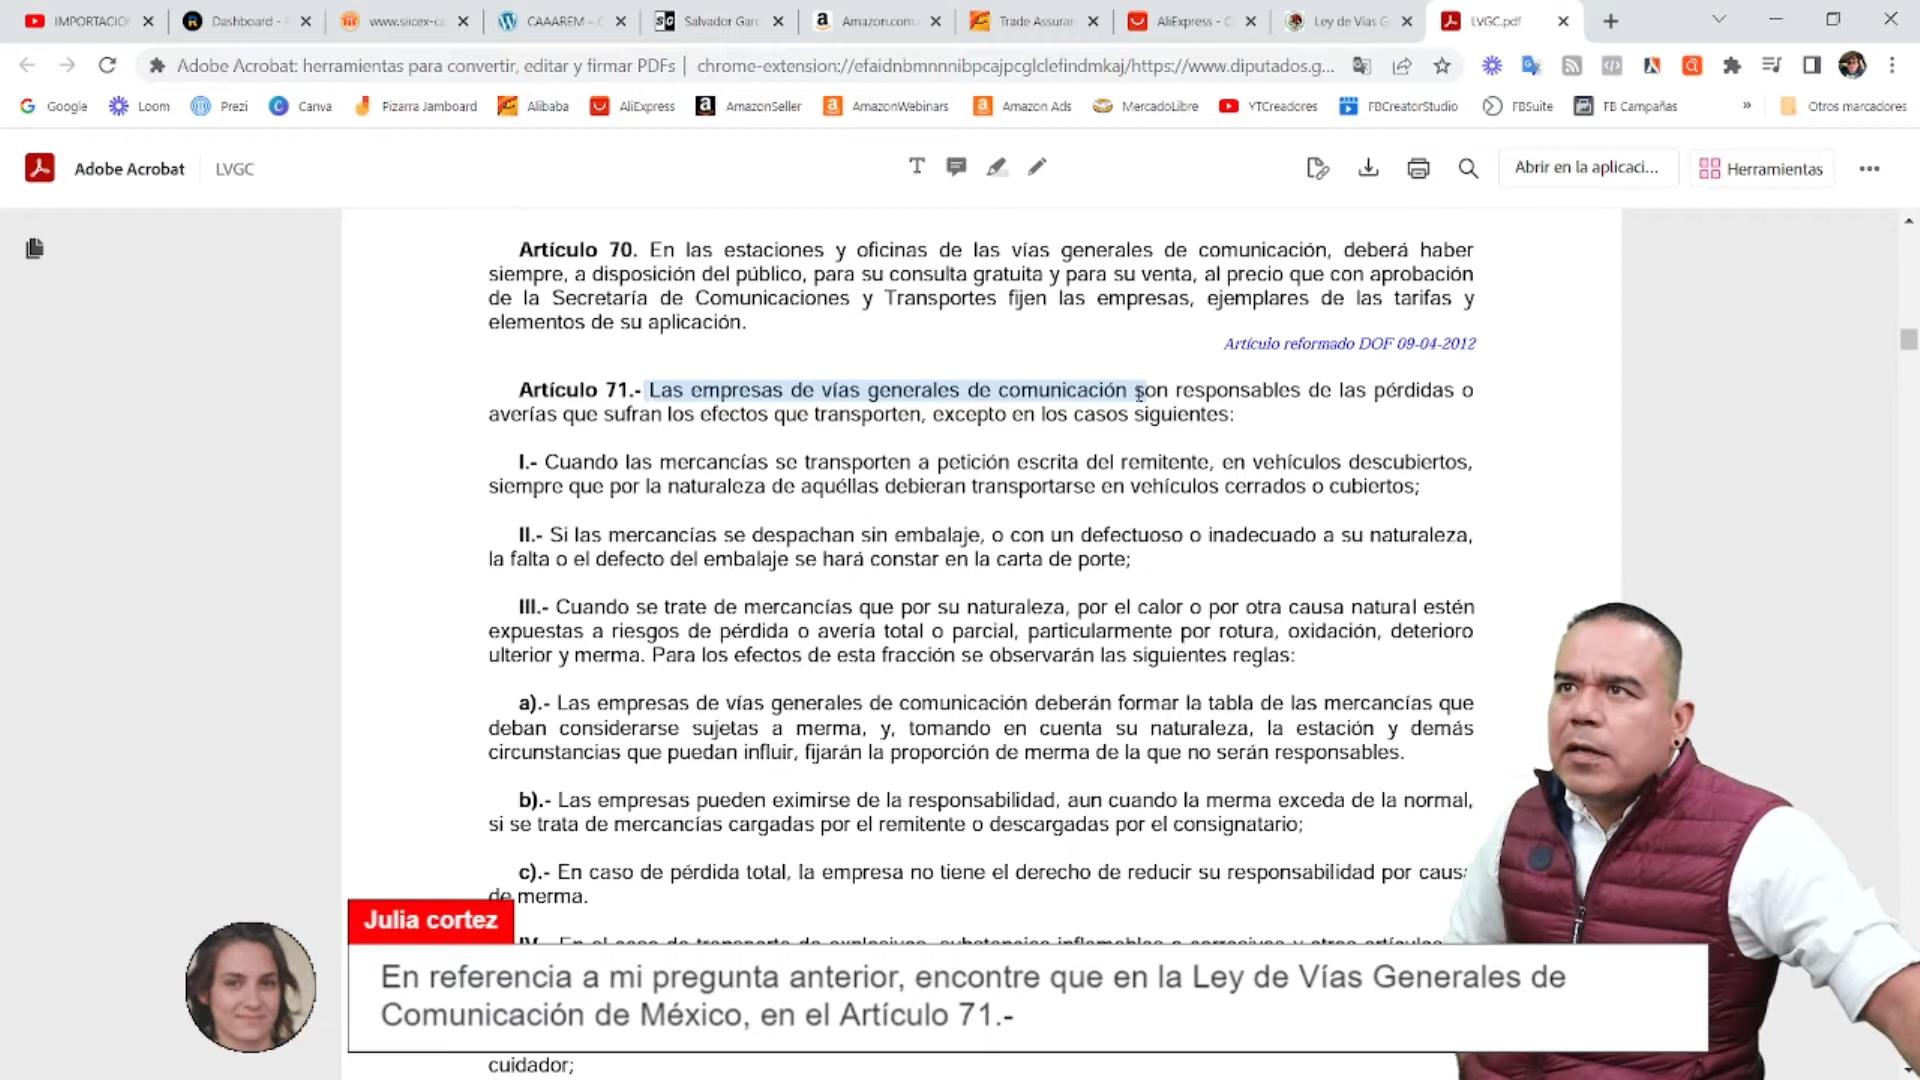 IMPORTACIO
Dashboard -
www.siicex-ca
CAAAREM –
Salvador Gar
Amazon.com
Trade Assurar
AliExpress -
Ley de Vías G
LVGC.pdf
Adobe Acrobat: herramientas para convertir, editar y firmar PDFs | chrome-extension://efaidnbmnnnibpcajpcglclefindmkaj/https://www.diputados.g...
Google Loom Prezi Canva Pizarra Jamboard Alibaba AliExpress AmazonSeller AmazonWebinars Amazon Ads MercadoLibre YTCreadores FBCreatorStudio FBSuite FB Campañas » Otros marcadores
Adobe Acrobat LVGC Abrir en la aplicaci... Herramientas
Artículo 70. En las estaciones y oficinas de las vías generales de comunicación, deberá haber
siempre, a disposición del público, para su consulta gratuita y para su venta, al precio que con aprobación
de la Secretaría de Comunicaciones y Transportes fijen las empresas, ejemplares de las tarifas y
elementos de su aplicación.
Artículo reformado DOF 09-04-2012
Artículo 71.- Las empresas de vías generales de comunicación son responsables de las pérdidas o
averías que sufran los efectos que transporten, excepto en los casos siguientes:
I.- Cuando las mercancías se transporten a petición escrita del remitente, en vehículos descubiertos,
siempre que por la naturaleza de aquéllas debieran transportarse en vehículos cerrados o cubiertos;
II.- Si las mercancías se despachan sin embalaje, o con un defectuoso o inadecuado a su naturaleza,
la falta o el defecto del embalaje se hará constar en la carta de porte;
III.- Cuando se trate de mercancías que por su naturaleza, por el calor o por otra causa natural estén
expuestas a riesgos de pérdida o avería total o parcial, particularmente por rotura, oxidación, deterioro
ulterior y merma. Para los efectos de esta fracción se observarán las siguientes reglas:
a).- Las empresas de vías generales de comunicación deberán formar la tabla de las mercancías que
deban considerarse sujetas a merma, y, tomando en cuenta su naturaleza, la estación y demás
circunstancias que puedan influir, fijarán la proporción de merma de la que no serán responsables.
b).- Las empresas pueden eximirse de la responsabilidad, aun cuando la merma exceda de la normal,
si se trata de mercancías cargadas por el remitente o descargadas por el consignatario;
c).- En caso de pérdida total, la empresa no tiene el derecho de reducir su responsabilidad por caus
de merma.
IV.- En el caso de transporte de explosivos, substancias inflamables o corrosivas y otros artículos
Julia cortez
En referencia a mi pregunta anterior, encontre que en la Ley de Vías Generales de
Comunicación de México, en el Artículo 71.-
cuidador;